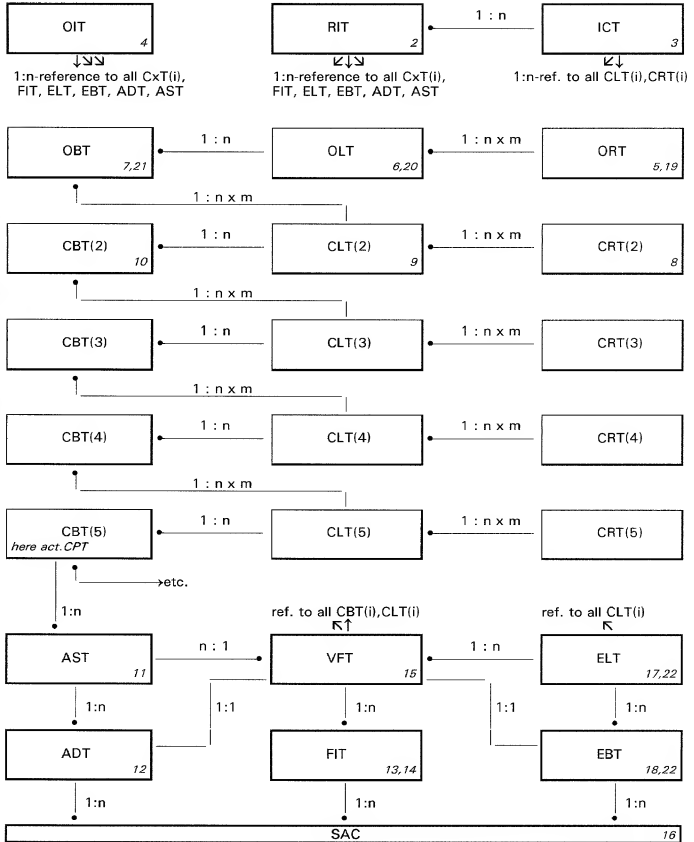 OIT
4
RIT
2
1 : n
ICT
3
↓↘↘
↙↓↘
↙↓
1:n-reference to all CxT(i),
FIT, ELT, EBT, ADT, AST
1:n-reference to all CxT(i),
FIT, ELT, EBT, ADT, AST
1:n-ref. to all CLT(i),CRT(i)
OBT
7,21
1 : n
OLT
6,20
1 : n x m
ORT
5,19
1 : n x m
CBT(2)
10
1 : n
CLT(2)
9
1 : n x m
CRT(2)
8
1 : n x m
CBT(3)
1 : n
CLT(3)
1 : n x m
CRT(3)
1 : n x m
CBT(4)
1 : n
CLT(4)
1 : n x m
CRT(4)
1 : n x m
CBT(5)
here act.CPT
1 : n
CLT(5)
1 : n x m
CRT(5)
→etc.
1:n
ref. to all CBT(i),CLT(i)
ref. to all CLT(i)
↖↑
↖
AST
11
n : 1
VFT
15
1 : n
ELT
17,22
1:n
1:1
1:n
1:1
1:n
ADT
12
FIT
13,14
EBT
18,22
1:n
1:n
1:n
SAC
16